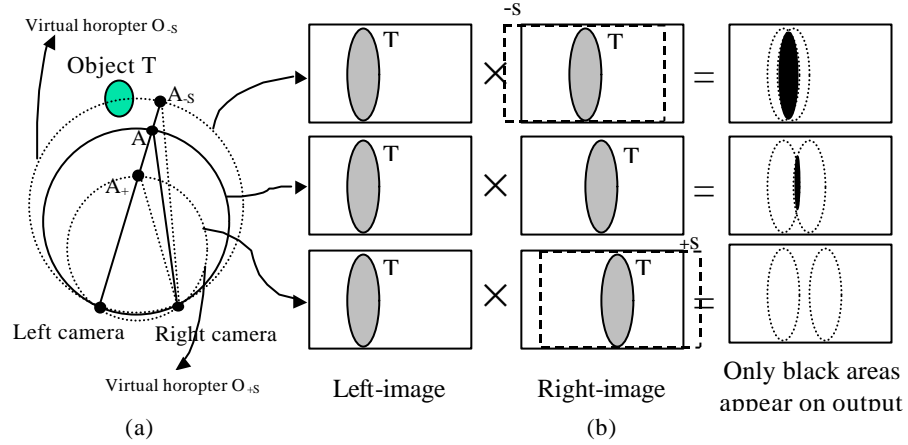 Virtual horopter O-S
Object T
A-S
A
A+
Left camera
Right camera
Virtual horopter O+S
(a)
T
×
-S
T
=
T
×
T
=
T
×
+S
T
=
Left-image
Right-image
Only black areas
appear on output
(b)